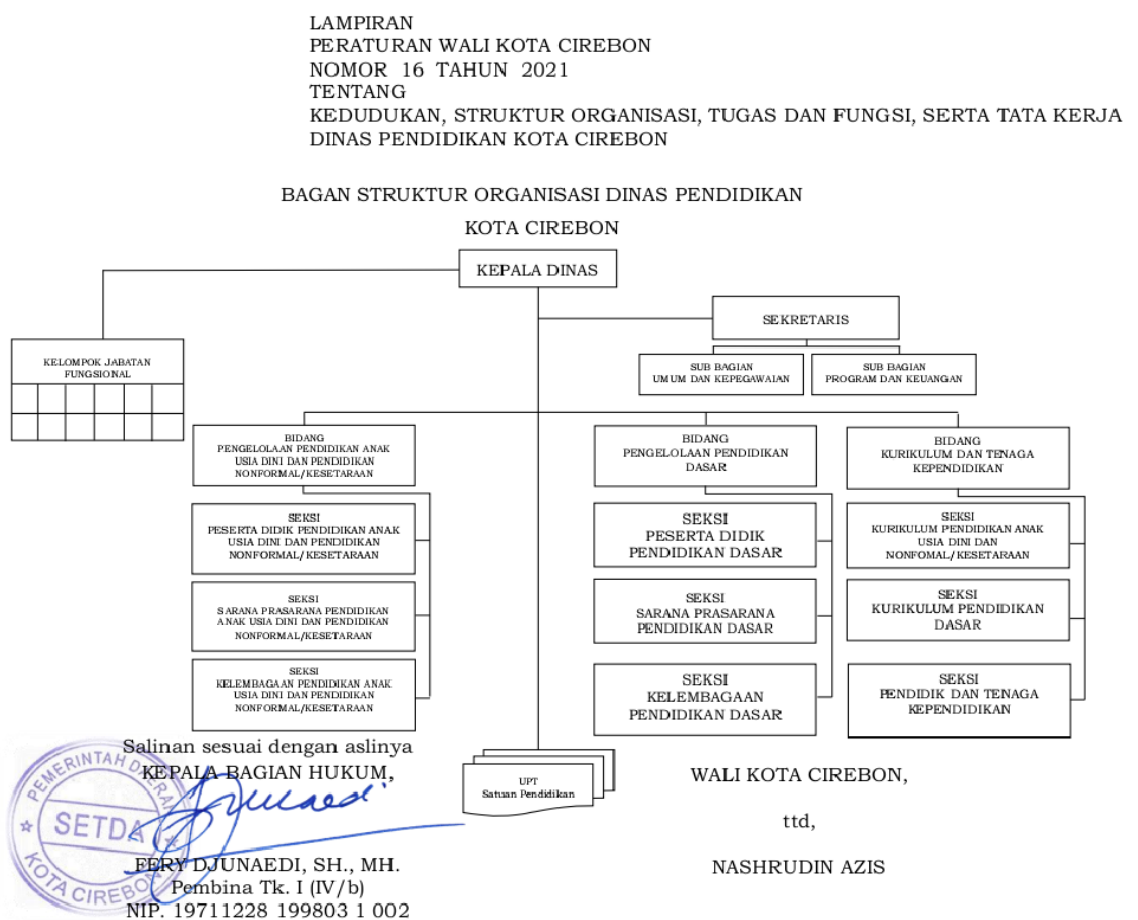 LAMPIRAN
PERATURAN WALI KOTA CIREBON
NOMOR 16 TAHUN 2021
TENTANG
KEDUDUKAN, STRUKTUR ORGANISASI, TUGAS DAN FUNGSI, SERTA TATA KERJA
DINAS PENDIDIKAN KOTA CIREBON
BAGAN STRUKTUR ORGANISASI DINAS PENDIDIKAN
KOTA CIREBON
KEPALA DINAS
SEKRETARIS
KELOMPOK JABATAN
FUNGSIONAL
SUB BAGIAN
UMUM DAN KEPEGAWAIAN
SUB BAGIAN
PROGRAM DAN KEUANGAN
BIDANG
PENGELOLAAN PENDIDIKAN ANAK
USIA DINI DAN PENDIDIKAN
NONFORMAL/KESETARAAN
SEKSI
PESERTA DIDIK PENDIDIKAN ANAK
USIA DINI DAN PENDIDIKAN
NONFORMAL/KESETARAAN
SEKSI
SARANA PRASARANA PENDIDIKAN
ANAK USIA DINI DAN PENDIDIKAN
NONFORMAL/KESETARAAN
SEKSI
KELEMBAGAAN PENDIDIKAN ANAK
USIA DINI DAN PENDIDIKAN
NONFORMAL/KESETARAAN
BIDANG
PENGELOLAAN PENDIDIKAN
DASAR
SEKSI
PESERTA DIDIK
PENDIDIKAN DASAR
SEKSI
SARANA PRASARANA
PENDIDIKAN DASAR
SEKSI
KELEMBAGAAN
PENDIDIKAN DASAR
BIDANG
KURIKULUM DAN TENAGA
KEPENDIDIKAN
SEKSI
KURIKULUM PENDIDIKAN ANAK
USIA DINI DAN
NONFOMAL/KESETARAAN
SEKSI
KURIKULUM PENDIDIKAN
DASAR
SEKSI
PENDIDIK DAN TENAGA
KEPENDIDIKAN
UPT
Satuan Pendidikan
Salinan sesuai dengan aslinya
KEPALA BAGIAN HUKUM,
PEMERINTAH DAERAH
SETDA
KOTA CIREBON
FERY DJUNAEDI, SH., MH.
Pembina Tk. I (IV/b)
NIP. 19711228 199803 1 002
WALI KOTA CIREBON,
ttd,
NASHRUDIN AZIS